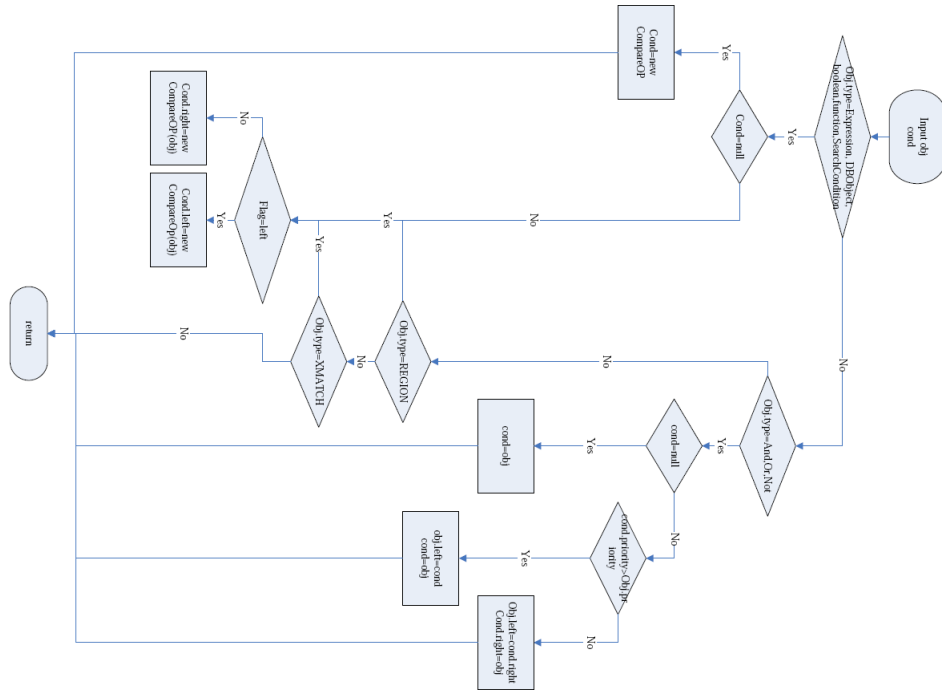 Input obj
cond
Obj.type=Expression, DBObject,
boolean.function,SearchCondition
Yes
No
Cond=null
Yes
No
Cond=new
CompareOP
Obj.type=And,Or,Not
Yes
No
cond=null
Yes
No
cond.priority>Obj.pr
iority
Yes
No
cond=obj
obj.left=cond
cond=obj
Obj.left=cond.right
Cond.right=obj
Obj.type=REGION
Yes
No
Obj.type=XMATCH
Yes
No
Flag=left
Yes
No
Cond.left=new
CompareOp(obj)
Cond.right=new
CompareOP(obj)
return